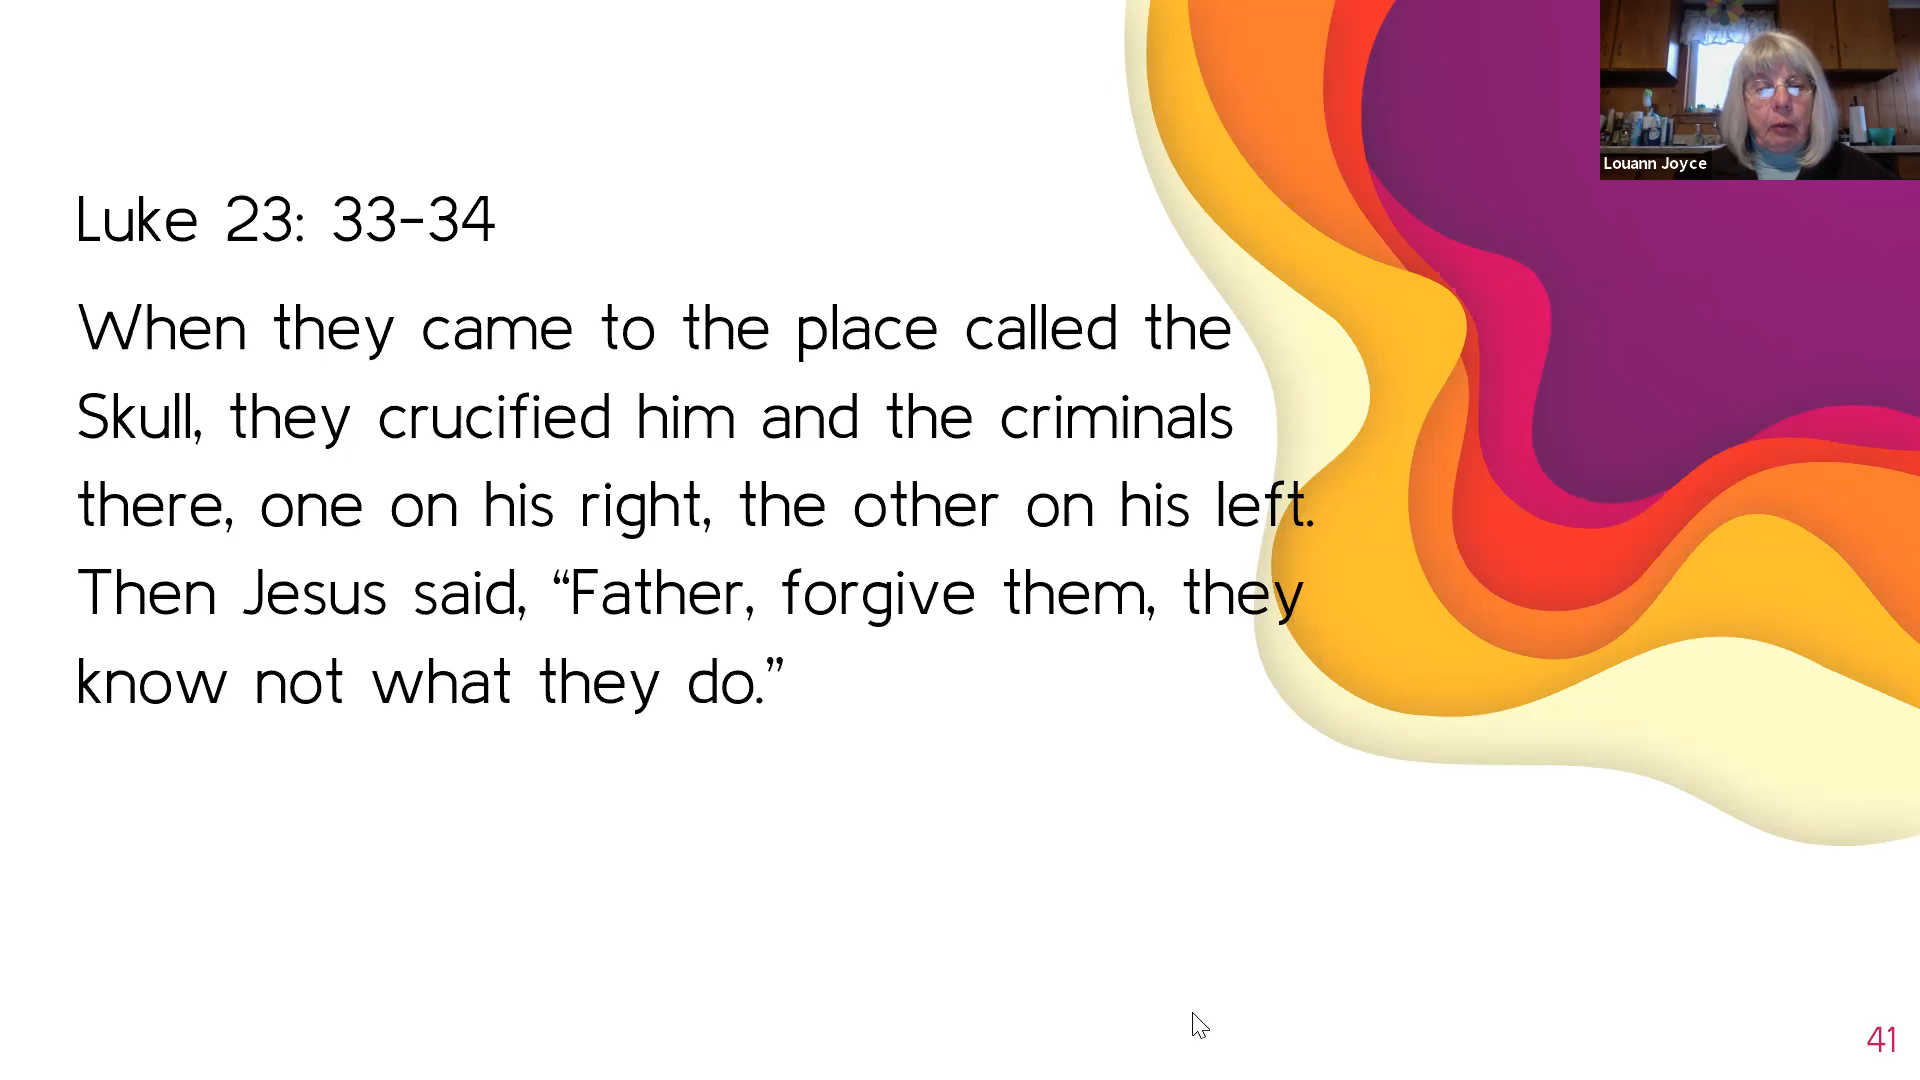 Louann Joyce
Luke 23: 33-34
When they came to the place called the
Skull, they crucified him and the criminals
there, one on his right, the other on his left.
Then Jesus said, “Father, forgive them, they
know not what they do.”
41